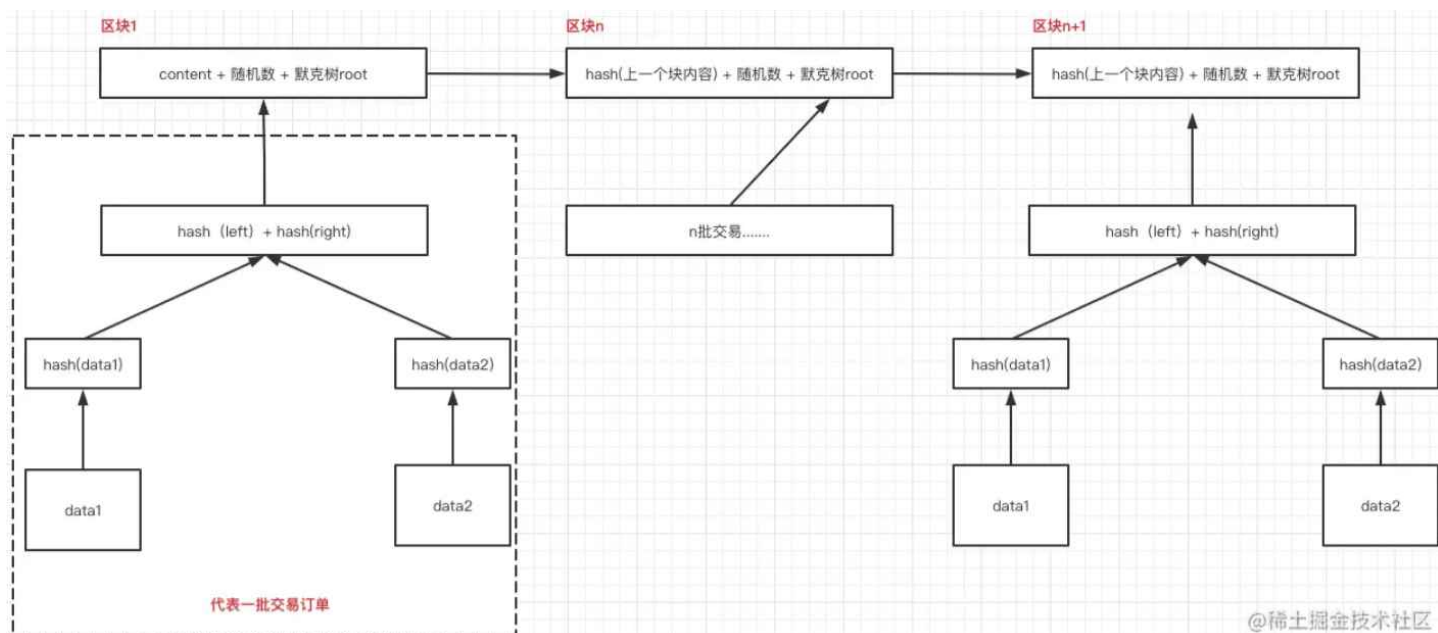 区块1
区块n
区块n+1
content + 随机数 + 默克树root
hash(上一个块内容) + 随机数 + 默克树root
hash(上一个块内容) + 随机数 + 默克树root
hash（left）+ hash(right)
n批交易.......
hash（left）+ hash(right)
hash(data1)
hash(data2)
hash(data1)
hash(data2)
data1
data2
data1
data2
代表一批交易订单
@稀土掘金技术社区